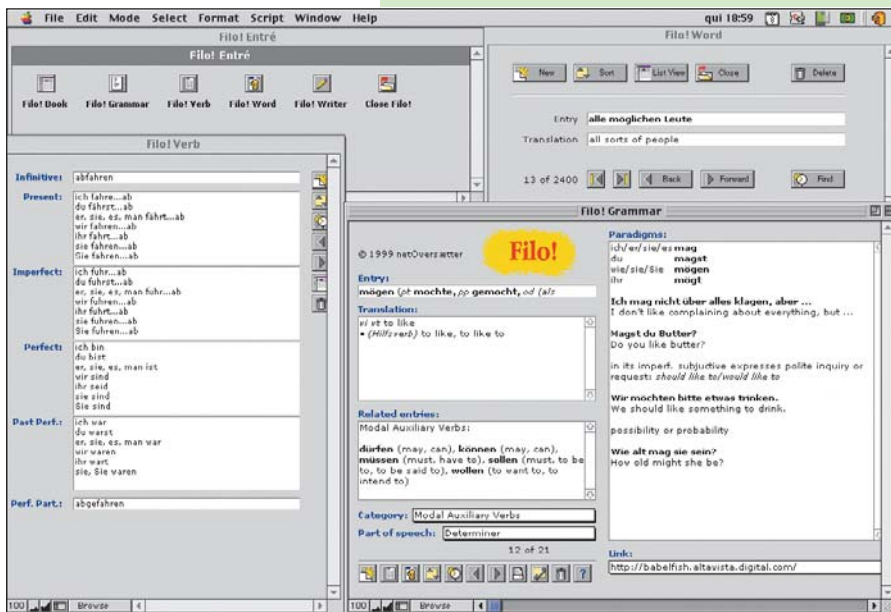 File Edit Mode Select Format Script Window Help
qui 18:59
Filo! Entré
Filo! Entré
Filo! Book
Filo! Grammar
Filo! Verb
Filo! Word
Filo! Writer
Close Filo!
Filo! Word
New
Sort
List View
Close
Delete
Entry alle moglichen Leute
Translation all sorts of people
13 of 2400
Back
Forward
Find
Filo! Verb
Infinitive: abfahren
Present:
ich fahre...ab
du fährst...ab
er, sie, es, man fährt...ab
wir fahren...ab
ihr fahrt...ab
sie fahren...ab
Sie fahren...ab
Imperfect:
ich fuhr...ab
du fuhrst...ab
er, sie, es, man fuhr...ab
wir fuhren...ab
ihr fuhrt...ab
sie fuhren...ab
Sie fuhren...ab
Perfect:
ich bin
du bist
er, sie, es, man ist
wir sind
ihr seid
sie sind
Sie sind
Past Perf.:
ich war
du warst
er, sie, es, man war
wir waren
ihr wart
sie, Sie waren
Perf. Part.: abgefahren
100
Browse
Filo! Grammar
© 1999 netOversætter
Filo!
Entry:
mögen (pt mochte, pp gemocht, od (als
Translation:
vi vt to like
• (Hilfsverb) to like, to like to
Related entries:
Modal Auxiliary Verbs:
dürfen (may, can), können (may, can),
müssen (must, have to), sollen (must, to be
to, to be said to), wollen (to want to, to
intend to)
Category: Modal Auxiliary Verbs
Part of speech: Determiner
12 of 21
Paradigms:
ich/er/sie/es mag
du magst
wie/sie/Sie mögen
ihr mögt
Ich mag nicht über alles klagen, aber ...
I don't like complaining about everything, but ...
Magst du Butter?
Do you like butter?
in its imperf. subjuctive expresses polite inquiry or
request: should like to/would like to
Wir mochten bitte etwas trinken.
We should like something to drink.
possibility or probability
Wie alt mag sie sein?
How old might she be?
Link:
http://babelfish.altavista.digital.com/
100
Browse